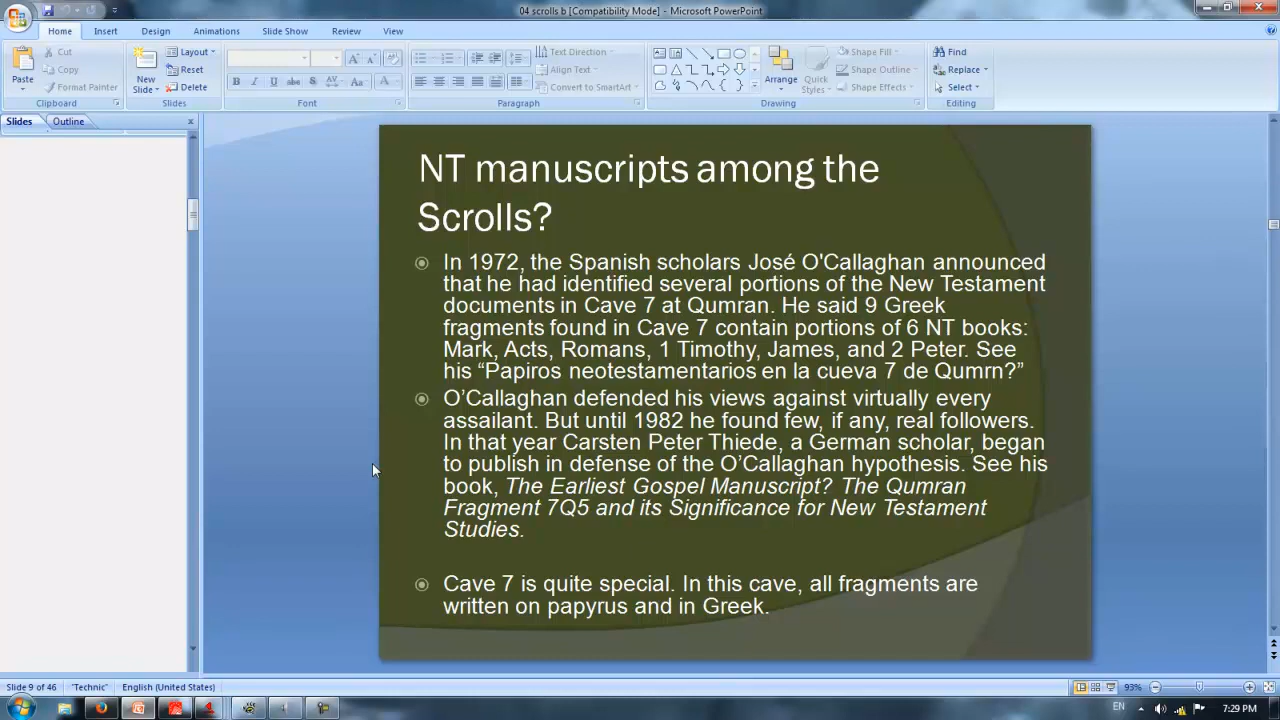 04 scrolls b [Compatibility Mode] - Microsoft PowerPoint
Home Insert Design Animations Slide Show Review View
Paste Cut Copy Format Painter Clipboard
New Slide Layout Reset Delete Slides
B I U abe S AV Aa A Font
Text Direction Align Text Convert to SmartArt Paragraph
Arrange Quick Styles Shape Fill Shape Outline Shape Effects Drawing
Find Replace Select Editing
Slides Outline
NT manuscripts among the
Scrolls?
In 1972, the Spanish scholars José O'Callaghan announced
that he had identified several portions of the New Testament
documents in Cave 7 at Qumran. He said 9 Greek
fragments found in Cave 7 contain portions of 6 NT books:
Mark, Acts, Romans, 1 Timothy, James, and 2 Peter. See
his “Papiros neotestamentarios en la cueva 7 de Qumrn?”
O’Callaghan defended his views against virtually every
assailant. But until 1982 he found few, if any, real followers.
In that year Carsten Peter Thiede, a German scholar, began
to publish in defense of the O’Callaghan hypothesis. See his
book, The Earliest Gospel Manuscript? The Qumran
Fragment 7Q5 and its Significance for New Testament
Studies.
Cave 7 is quite special. In this cave, all fragments are
written on papyrus and in Greek.
Slide 9 of 46 "Technic" English (United States) 93%
EN 7:29 PM